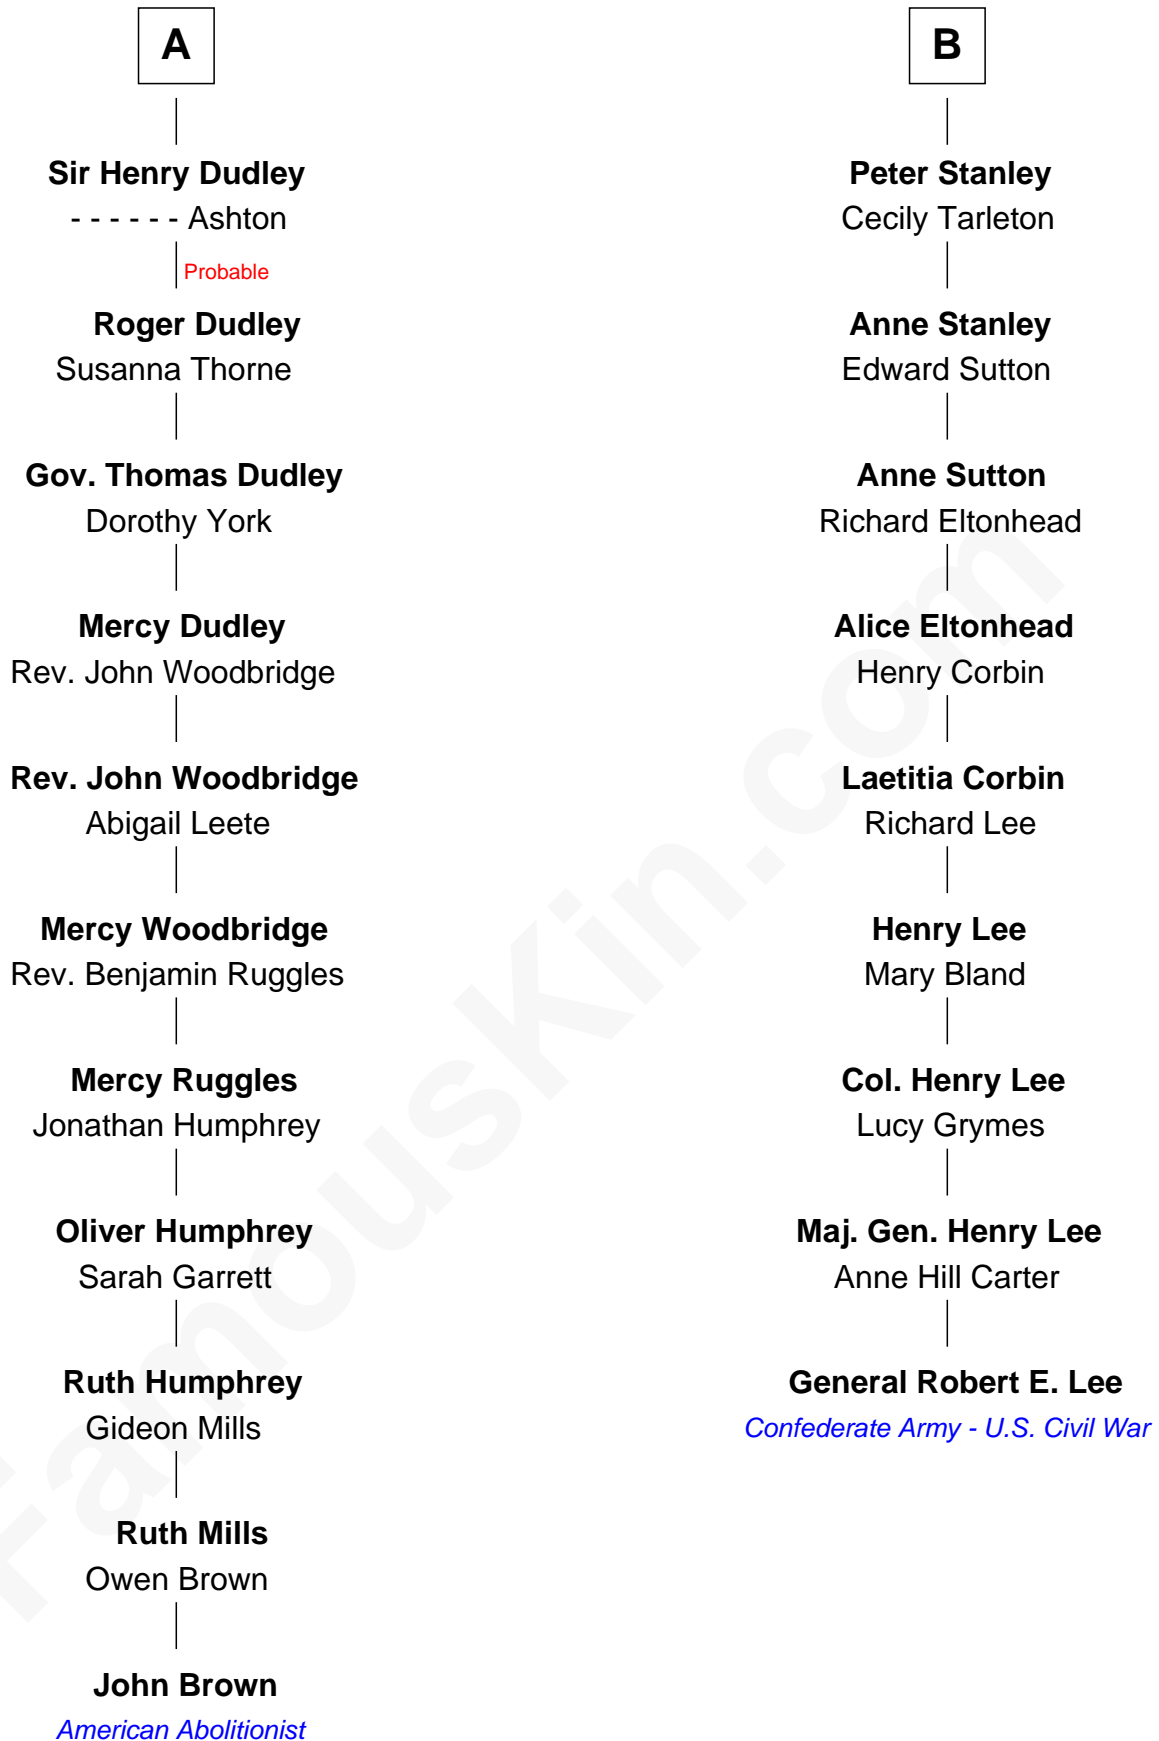 A
Sir Henry Dudley
- - - - - - Ashton
Probable
Roger Dudley
Susanna Thorne
Gov. Thomas Dudley
Dorothy York
Mercy Dudley
Rev. John Woodbridge
Rev. John Woodbridge
Abigail Leete
Mercy Woodbridge
Rev. Benjamin Ruggles
Mercy Ruggles
Jonathan Humphrey
Oliver Humphrey
Sarah Garrett
Ruth Humphrey
Gideon Mills
Ruth Mills
Owen Brown
John Brown
American Abolitionist
B
Peter Stanley
Cecily Tarleton
Anne Stanley
Edward Sutton
Anne Sutton
Richard Eltonhead
Alice Eltonhead
Henry Corbin
Laetitia Corbin
Richard Lee
Henry Lee
Mary Bland
Col. Henry Lee
Lucy Grymes
Maj. Gen. Henry Lee
Anne Hill Carter
General Robert E. Lee
Confederate Army - U.S. Civil War
FamousKin.com